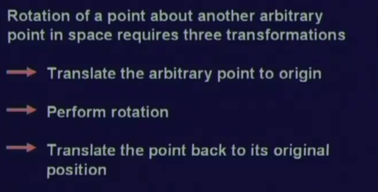 Rotation of a point about another arbitrary
point in space requires three transformations
Translate the arbitrary point to origin
Perform rotation
Translate the point back to its original
position